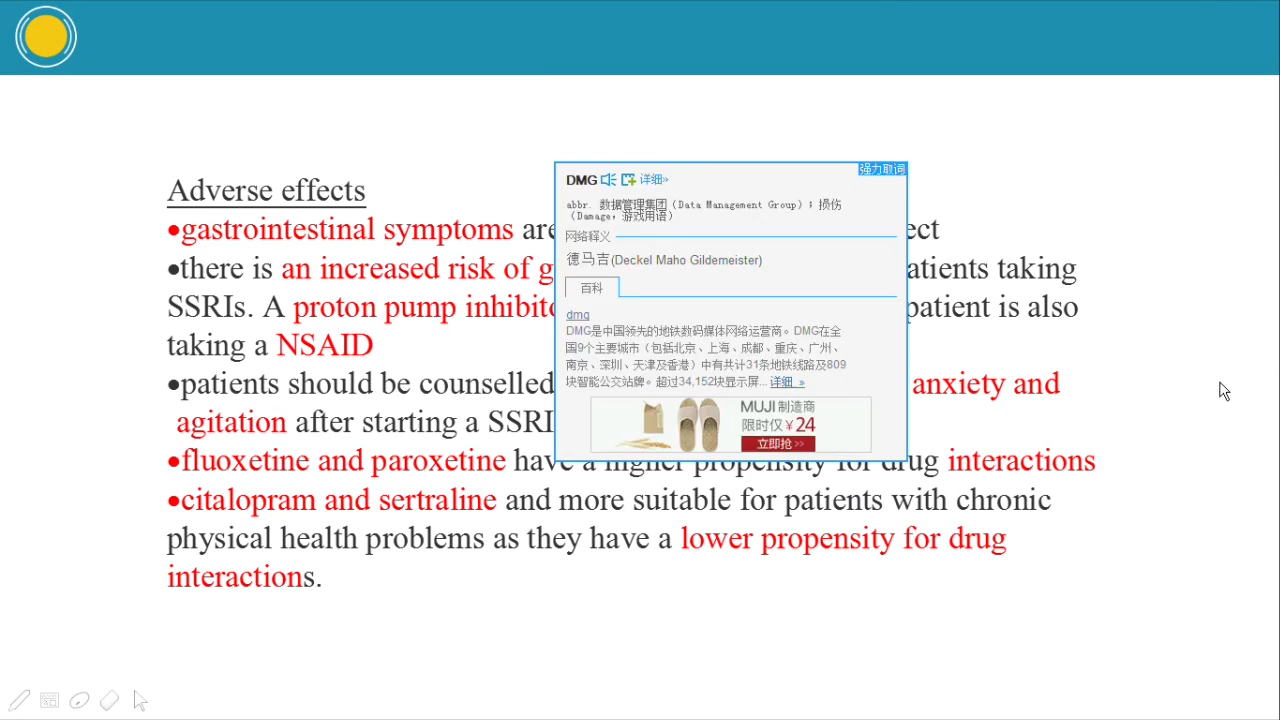 Adverse effects
•gastrointestinal symptoms are
ect
•there is an increased risk of g
atients taking
SSRIs. A proton pump inhibito
patient is also
taking a NSAID
•patients should be counselled
anxiety and
agitation after starting a SSRI
•fluoxetine and paroxetine have a higher propensity for drug interactions
•citalopram and sertraline and more suitable for patients with chronic
physical health problems as they have a lower propensity for drug
interactions.
强力取词
DMG 详细»
abbr. 数据管理集团（Data Management Group）；损伤
（Damage，游戏用语）
网络释义
德马吉(Deckel Maho Gildemeister)
百科
dmg
DMG是中国领先的地铁数码媒体网络运营商。DMG在全
国9个主要城市（包括北京、上海、成都、重庆、广州、
南京、深圳、天津及香港）中有共计31条地铁线路及809
块智能公交站牌。超过34,152块显示屏... 详细 »
MUJI 制造商
限时仅￥24
立即抢 >>